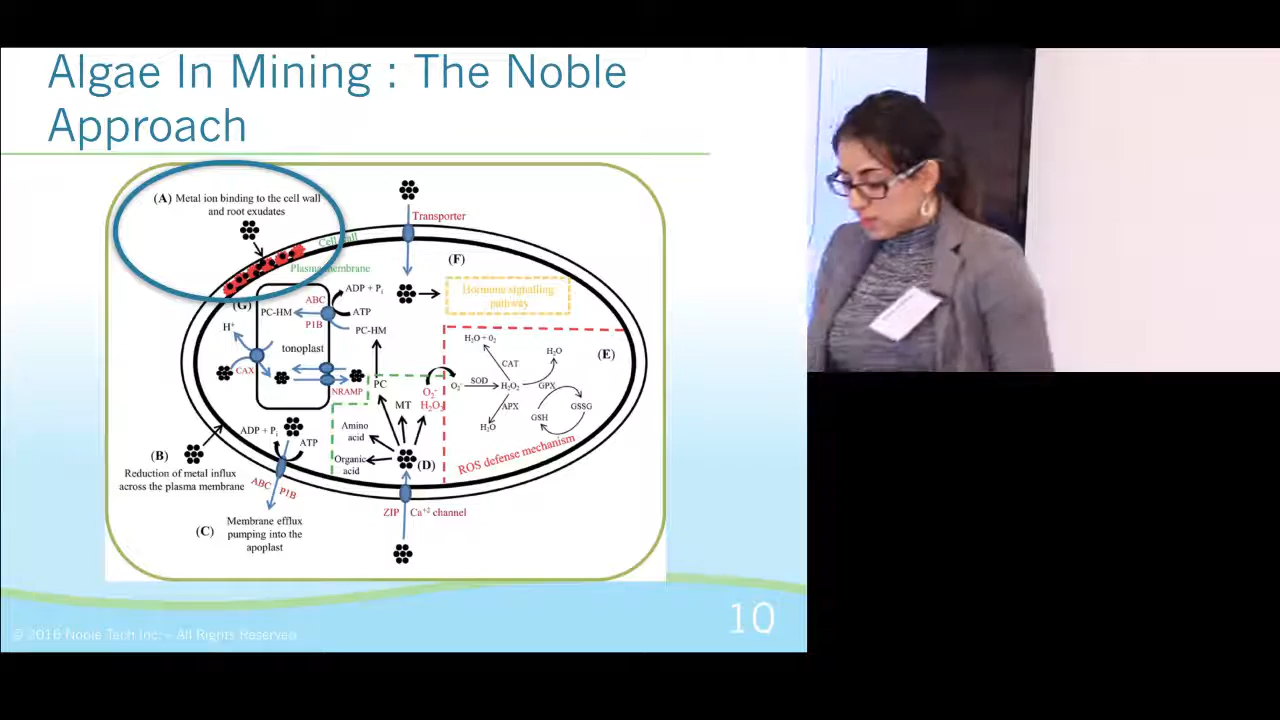 Algae In Mining : The Noble
Approach
(A) Metal ion binding to the cell wall
and root exudates
Transporter
Cell wall
Plasma membrane
(F)
Hormone signalling
pathway
(G)
ABC
ADP + Pi
PC-HM
ATP
P1B
PC-HM
H⁺
tonoplast
CAX
NRAMP
PC
(E)
H₂O + 0₂
H₂O
CAT
O₂⁻
SOD
H₂O₂
GPX
APX
GSSG
GSH
H₂O
ROS defense mechanism
O₂⁻
H₂O₂
MT
Amino
acid
Organic
acid
(D)
ADP + Pi
ATP
(B)
Reduction of metal influx
across the plasma membrane
ABC
P1B
(C)
Membrane efflux
pumping into the
apoplast
ZIP
Ca⁺² channel
© 2016 Noble Tech Inc. – All Rights Reserved
10